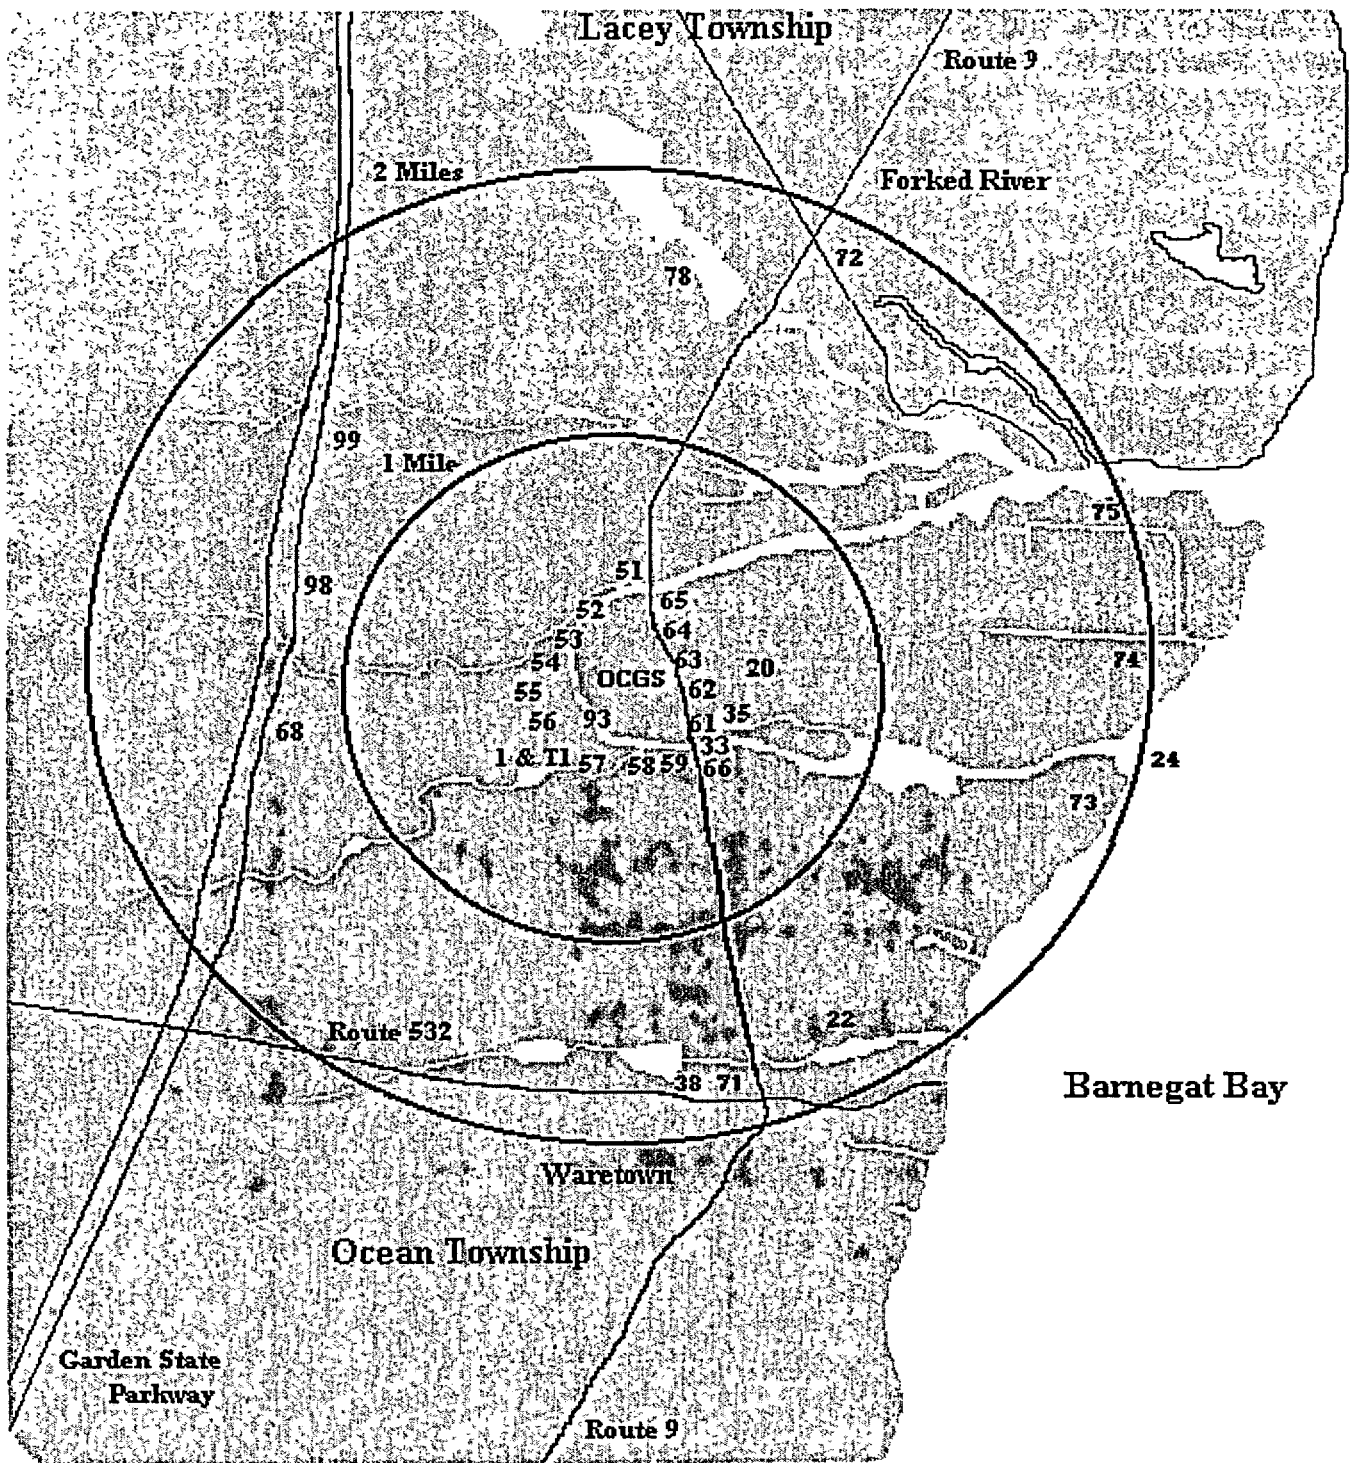 Lacey Township
Route 9
2 Miles
Forked River
72
78
99
1 Mile
75
51
98
65
52
64
53
63
54
20
74
OCGS
55
62
56
93
61
35
68
33
1 & T1
57
58
59
66
24
73
22
Route 532
38
71
Barnegat Bay
Waretown
Ocean Township
Garden State
Parkway
Route 9